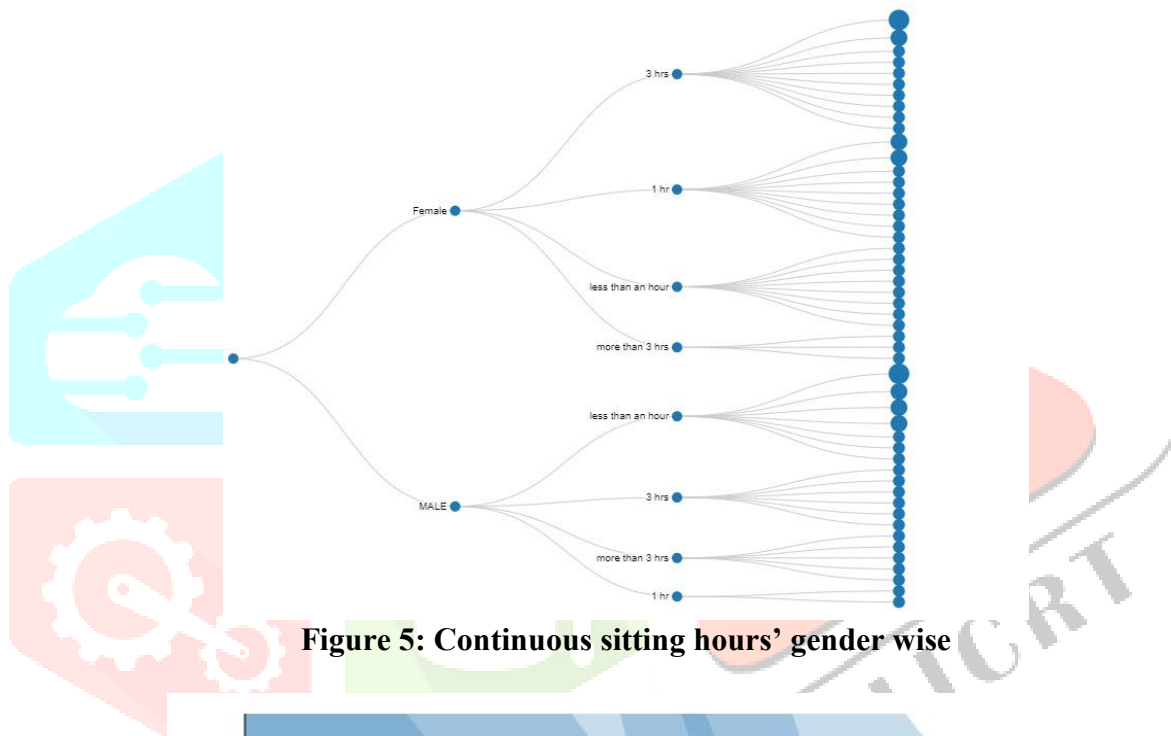 3 hrs
1 hr
Female
less than an hour
more than 3 hrs
less than an hour
3 hrs
MALE
more than 3 hrs
1 hr
Figure 5: Continuous sitting hours’ gender wise
IJCRT